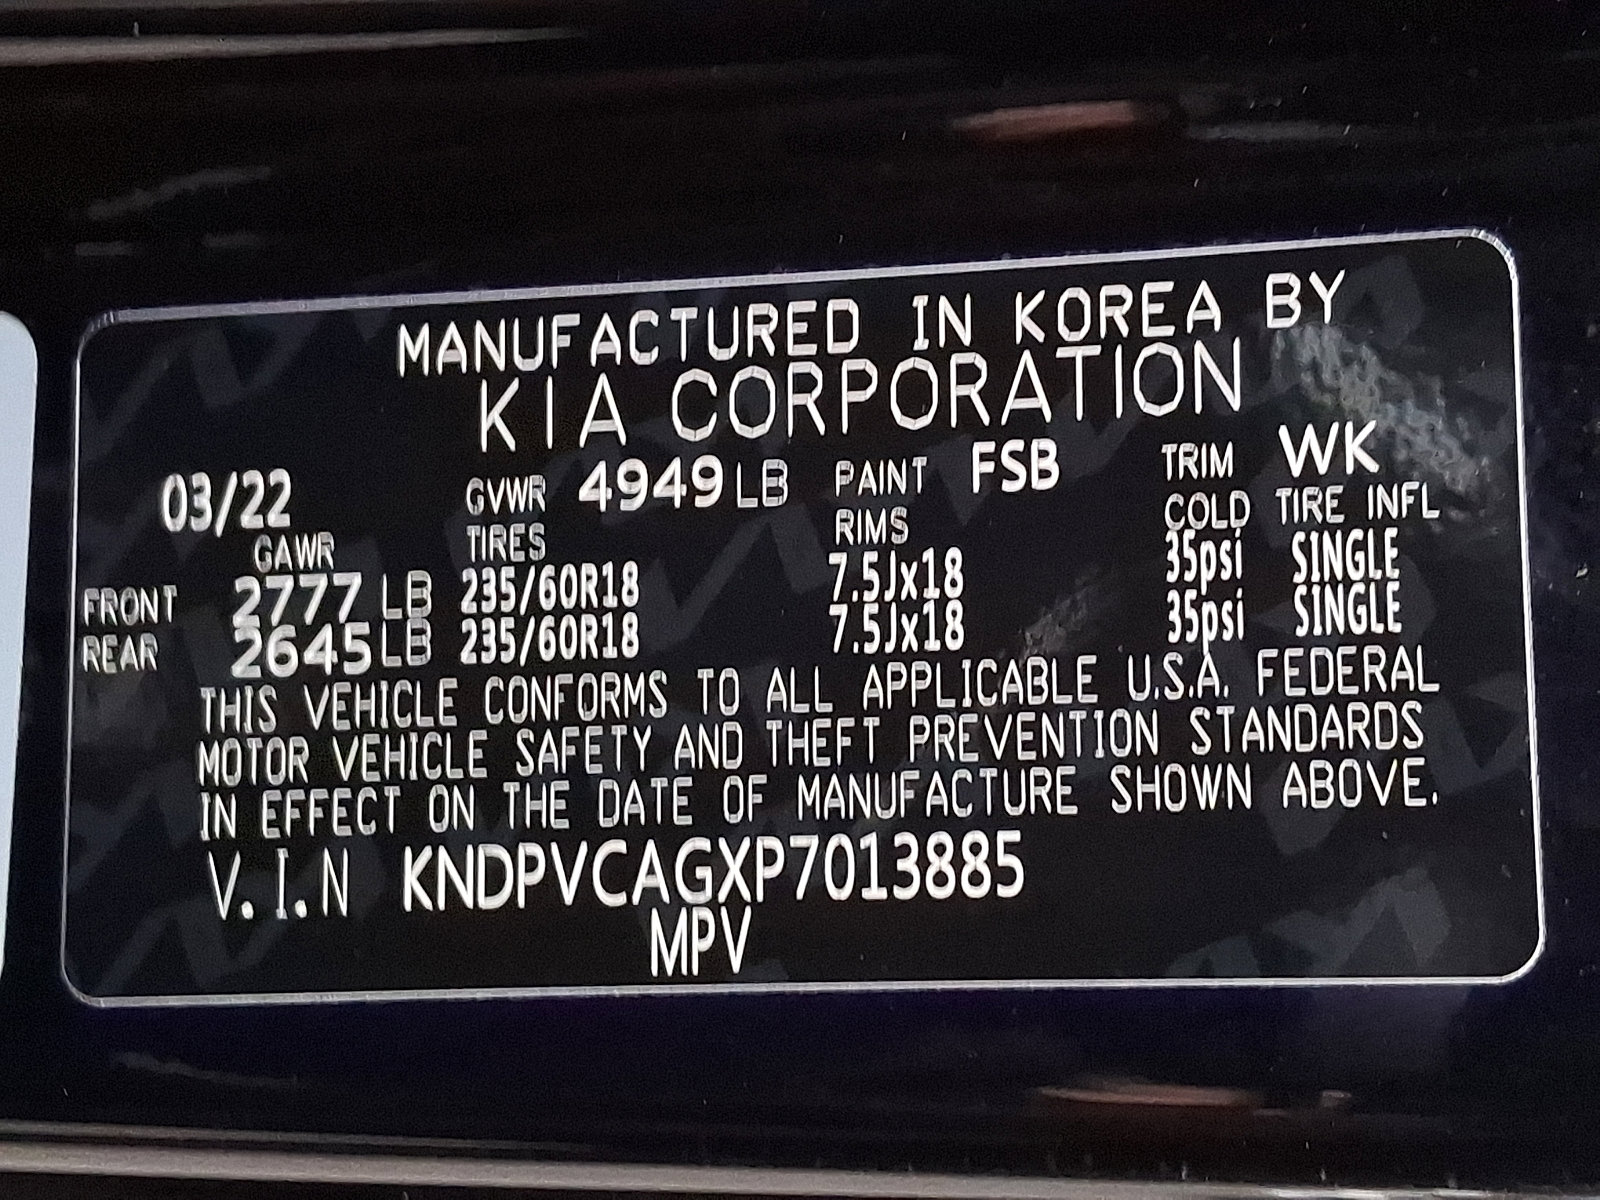 MANUFACTURED IN KOREA BY
KIA CORPORATION
03/22 GVWR 4949 LB PAINT FSB TRIM WK
GAWR TIRES RIMS COLD TIRE INFL
FRONT 2777 LB 235/60R18 7.5Jx18 35psi SINGLE
REAR 2645 LB 235/60R18 7.5Jx18 35psi SINGLE
THIS VEHICLE CONFORMS TO ALL APPLICABLE U.S.A. FEDERAL
MOTOR VEHICLE SAFETY AND THEFT PREVENTION STANDARDS
IN EFFECT ON THE DATE OF MANUFACTURE SHOWN ABOVE.
V.I.N KNDPVCAGXP7013885
MPV